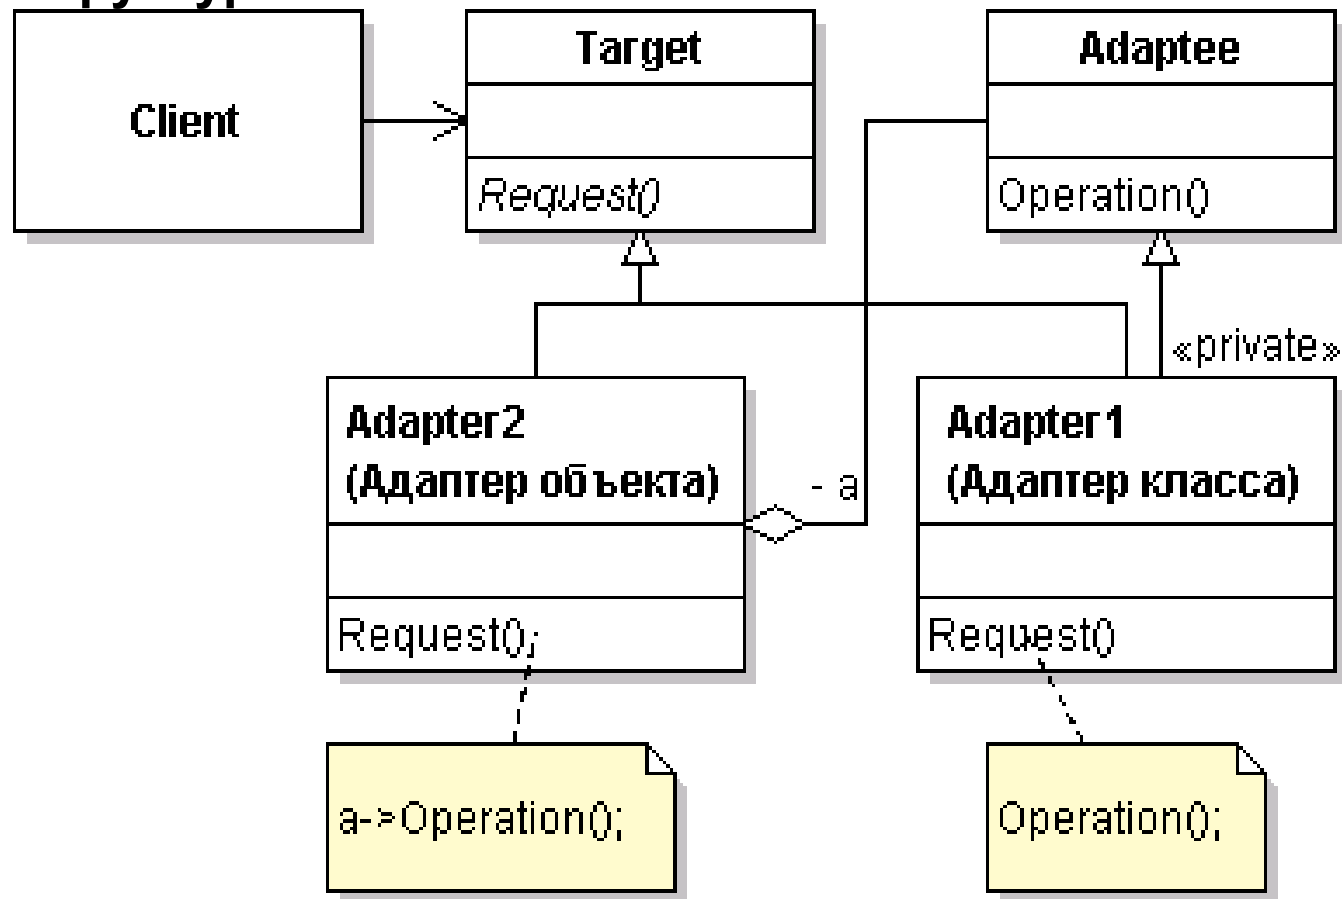 Client
Target
Request()
Adaptee
Operation()
«private»
Adapter2
(Адаптер объекта)
- a
Request()
Adapter1
(Адаптер класса)
Request()
a->Operation();
Operation();